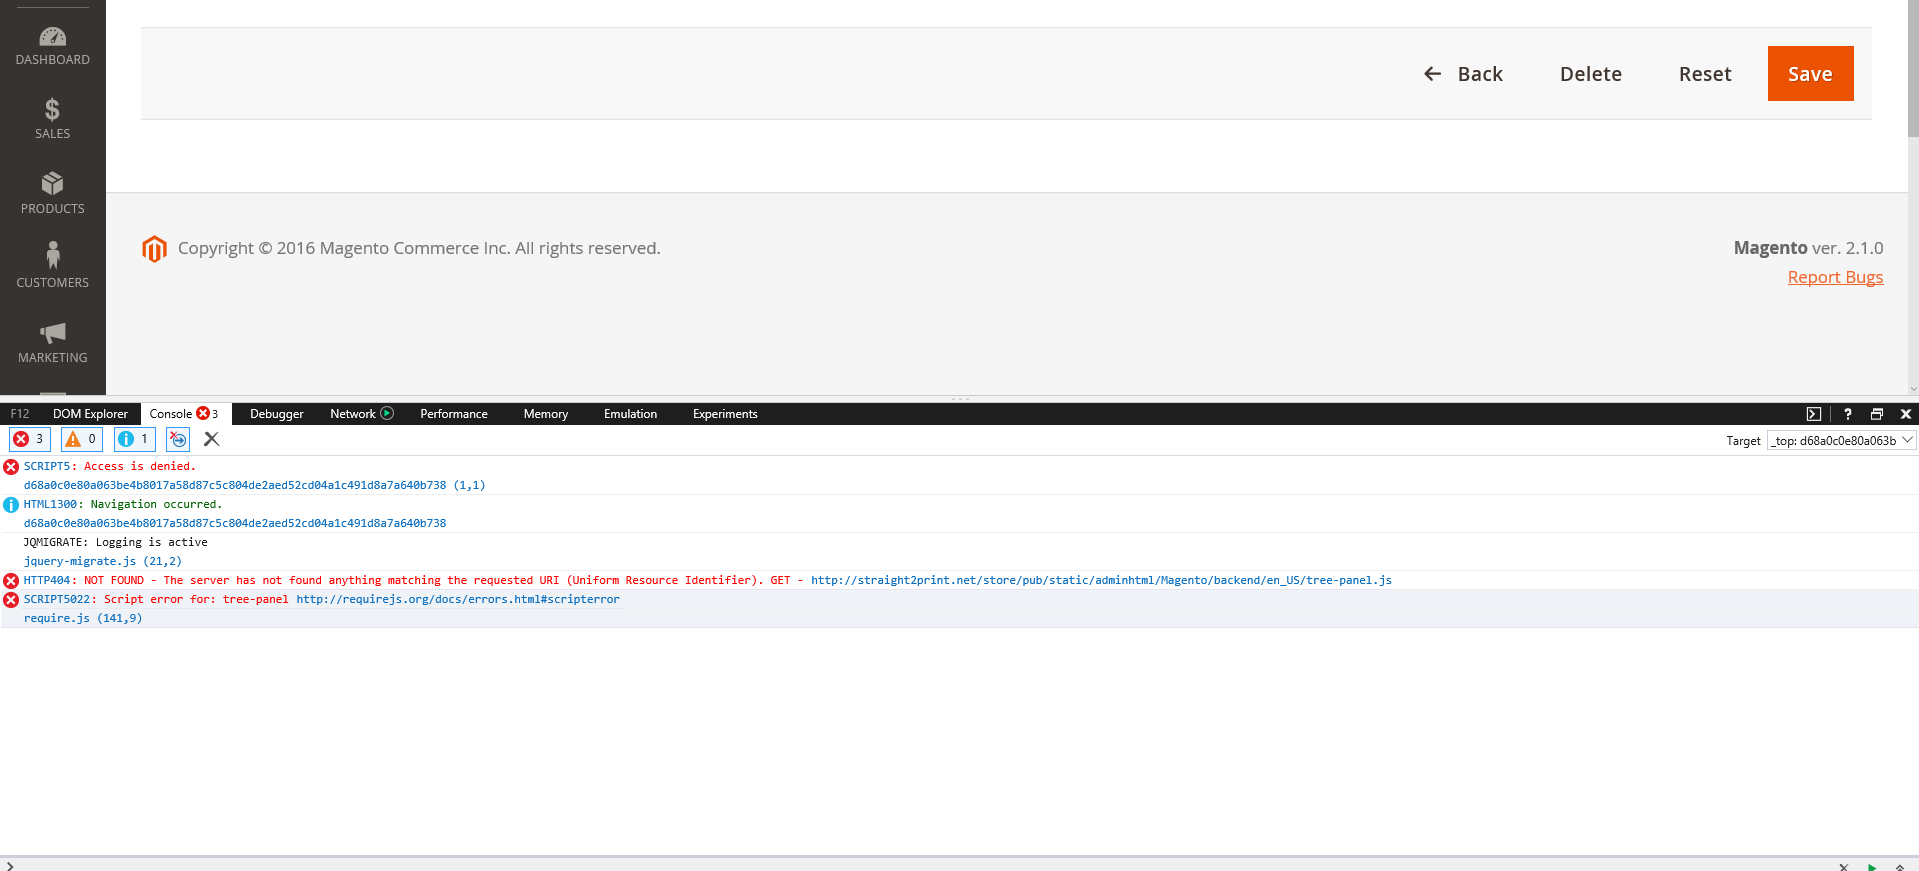 DASHBOARD
SALES
PRODUCTS
CUSTOMERS
MARKETING
Back Delete Reset Save
Copyright © 2016 Magento Commerce Inc. All rights reserved.
Magento ver. 2.1.0
Report Bugs
F12 DOM Explorer Console 3 Debugger Network Performance Memory Emulation Experiments ?
3 0 1 Target _top: d68a0c0e80a063b
SCRIPT5: Access is denied.
d68a0c0e80a063be4b8017a58d87c5c804de2aed52cd04a1c491d8a7a640b738 (1,1)
HTML1300: Navigation occurred.
d68a0c0e80a063be4b8017a58d87c5c804de2aed52cd04a1c491d8a7a640b738
JQMIGRATE: Logging is active
jquery-migrate.js (21,2)
HTTP404: NOT FOUND - The server has not found anything matching the requested URI (Uniform Resource Identifier). GET - http://straight2print.net/store/pub/static/adminhtml/Magento/backend/en_US/tree-panel.js
SCRIPT5022: Script error for: tree-panel http://requirejs.org/docs/errors.html#scripterror
require.js (141,9)